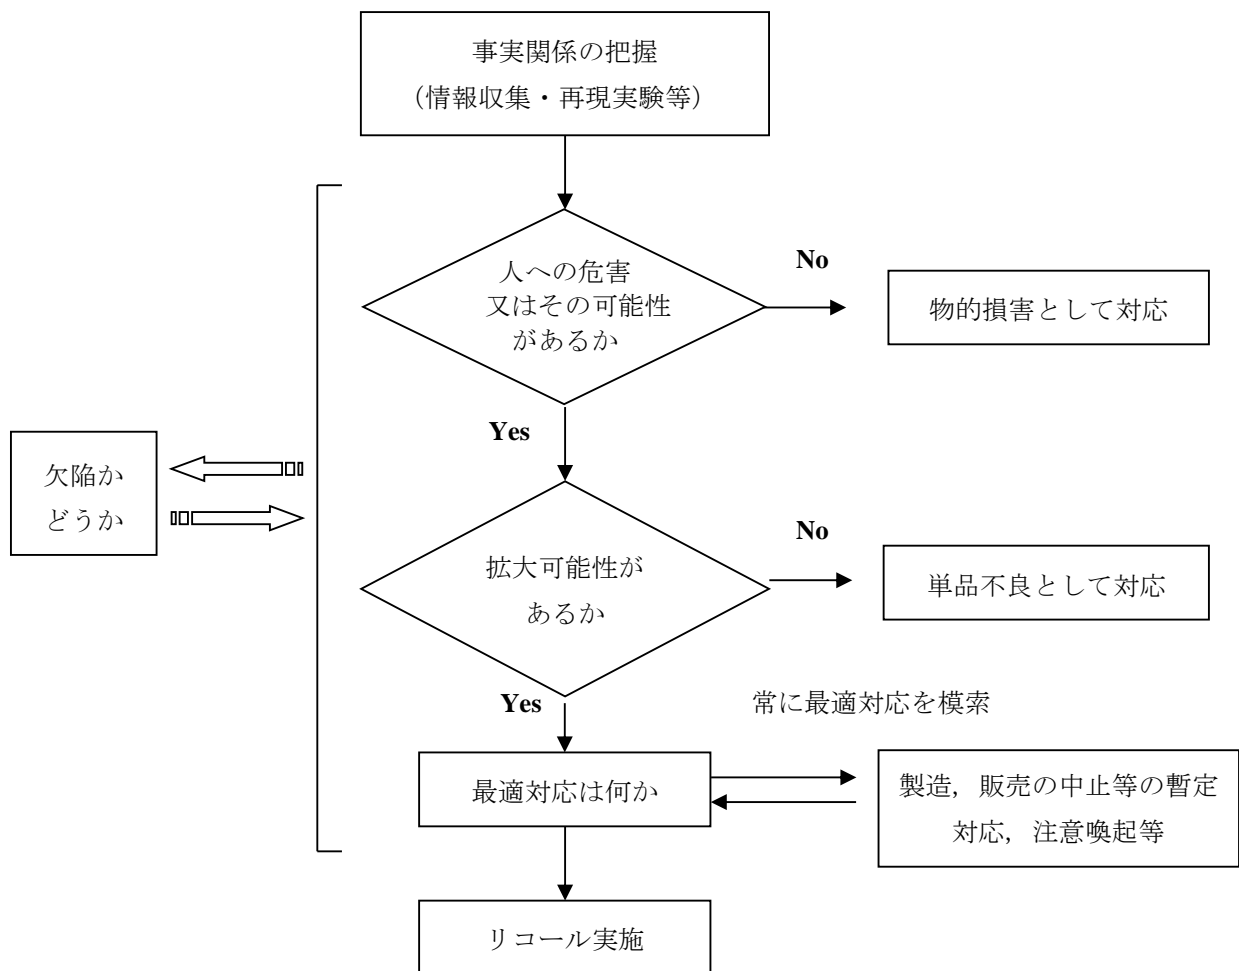 事実関係の把握
（情報収集・再現実験等）
人への危害
又はその可能性
があるか
No
物的損害として対応
Yes
欠陥か
どうか
拡大可能性が
あるか
No
単品不良として対応
Yes
常に最適対応を模索
最適対応は何か
製造，販売の中止等の暫定
対応，注意喚起等
リコール実施